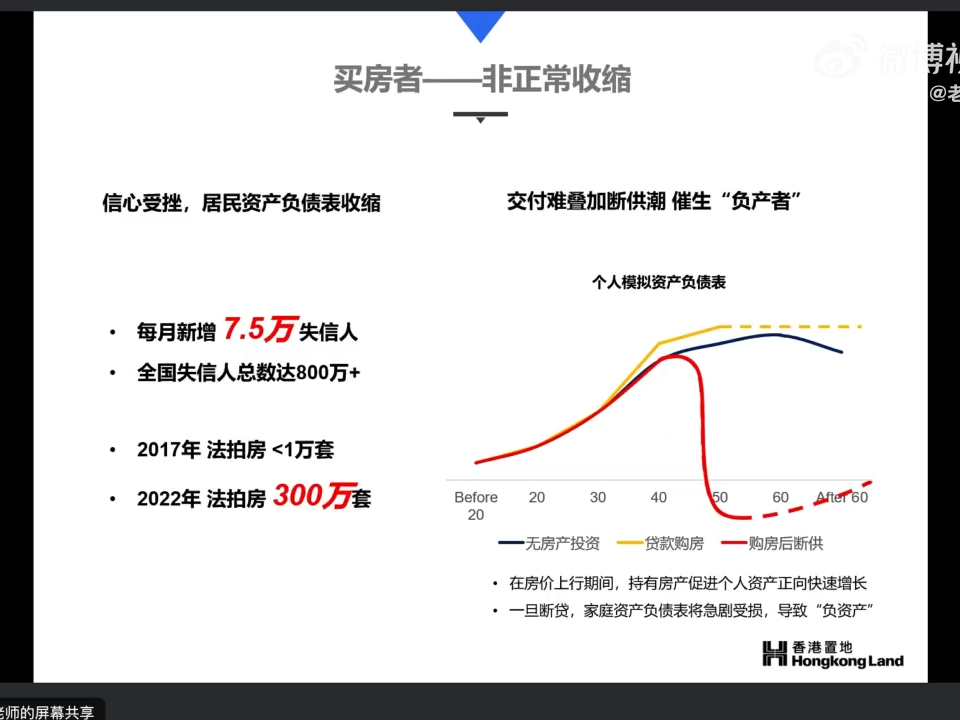 买房者——非正常收缩
微博视
@老
信心受挫，居民资产负债表收缩
交付难叠加断供潮 催生“负产者”
个人模拟资产负债表
• 每月新增 7.5万 失信人
• 全国失信人总数达800万+
• 2017年 法拍房 <1万套
• 2022年 法拍房 300万套
Before 20 20 30 40 50 60 After 60
无房产投资 贷款购房 购房后断供
• 在房价上行期间，持有房产促进个人资产正向快速增长
• 一旦断贷，家庭资产负债表将急剧受损，导致“负资产”
香港置地
HongkongLand
老师的屏幕共享